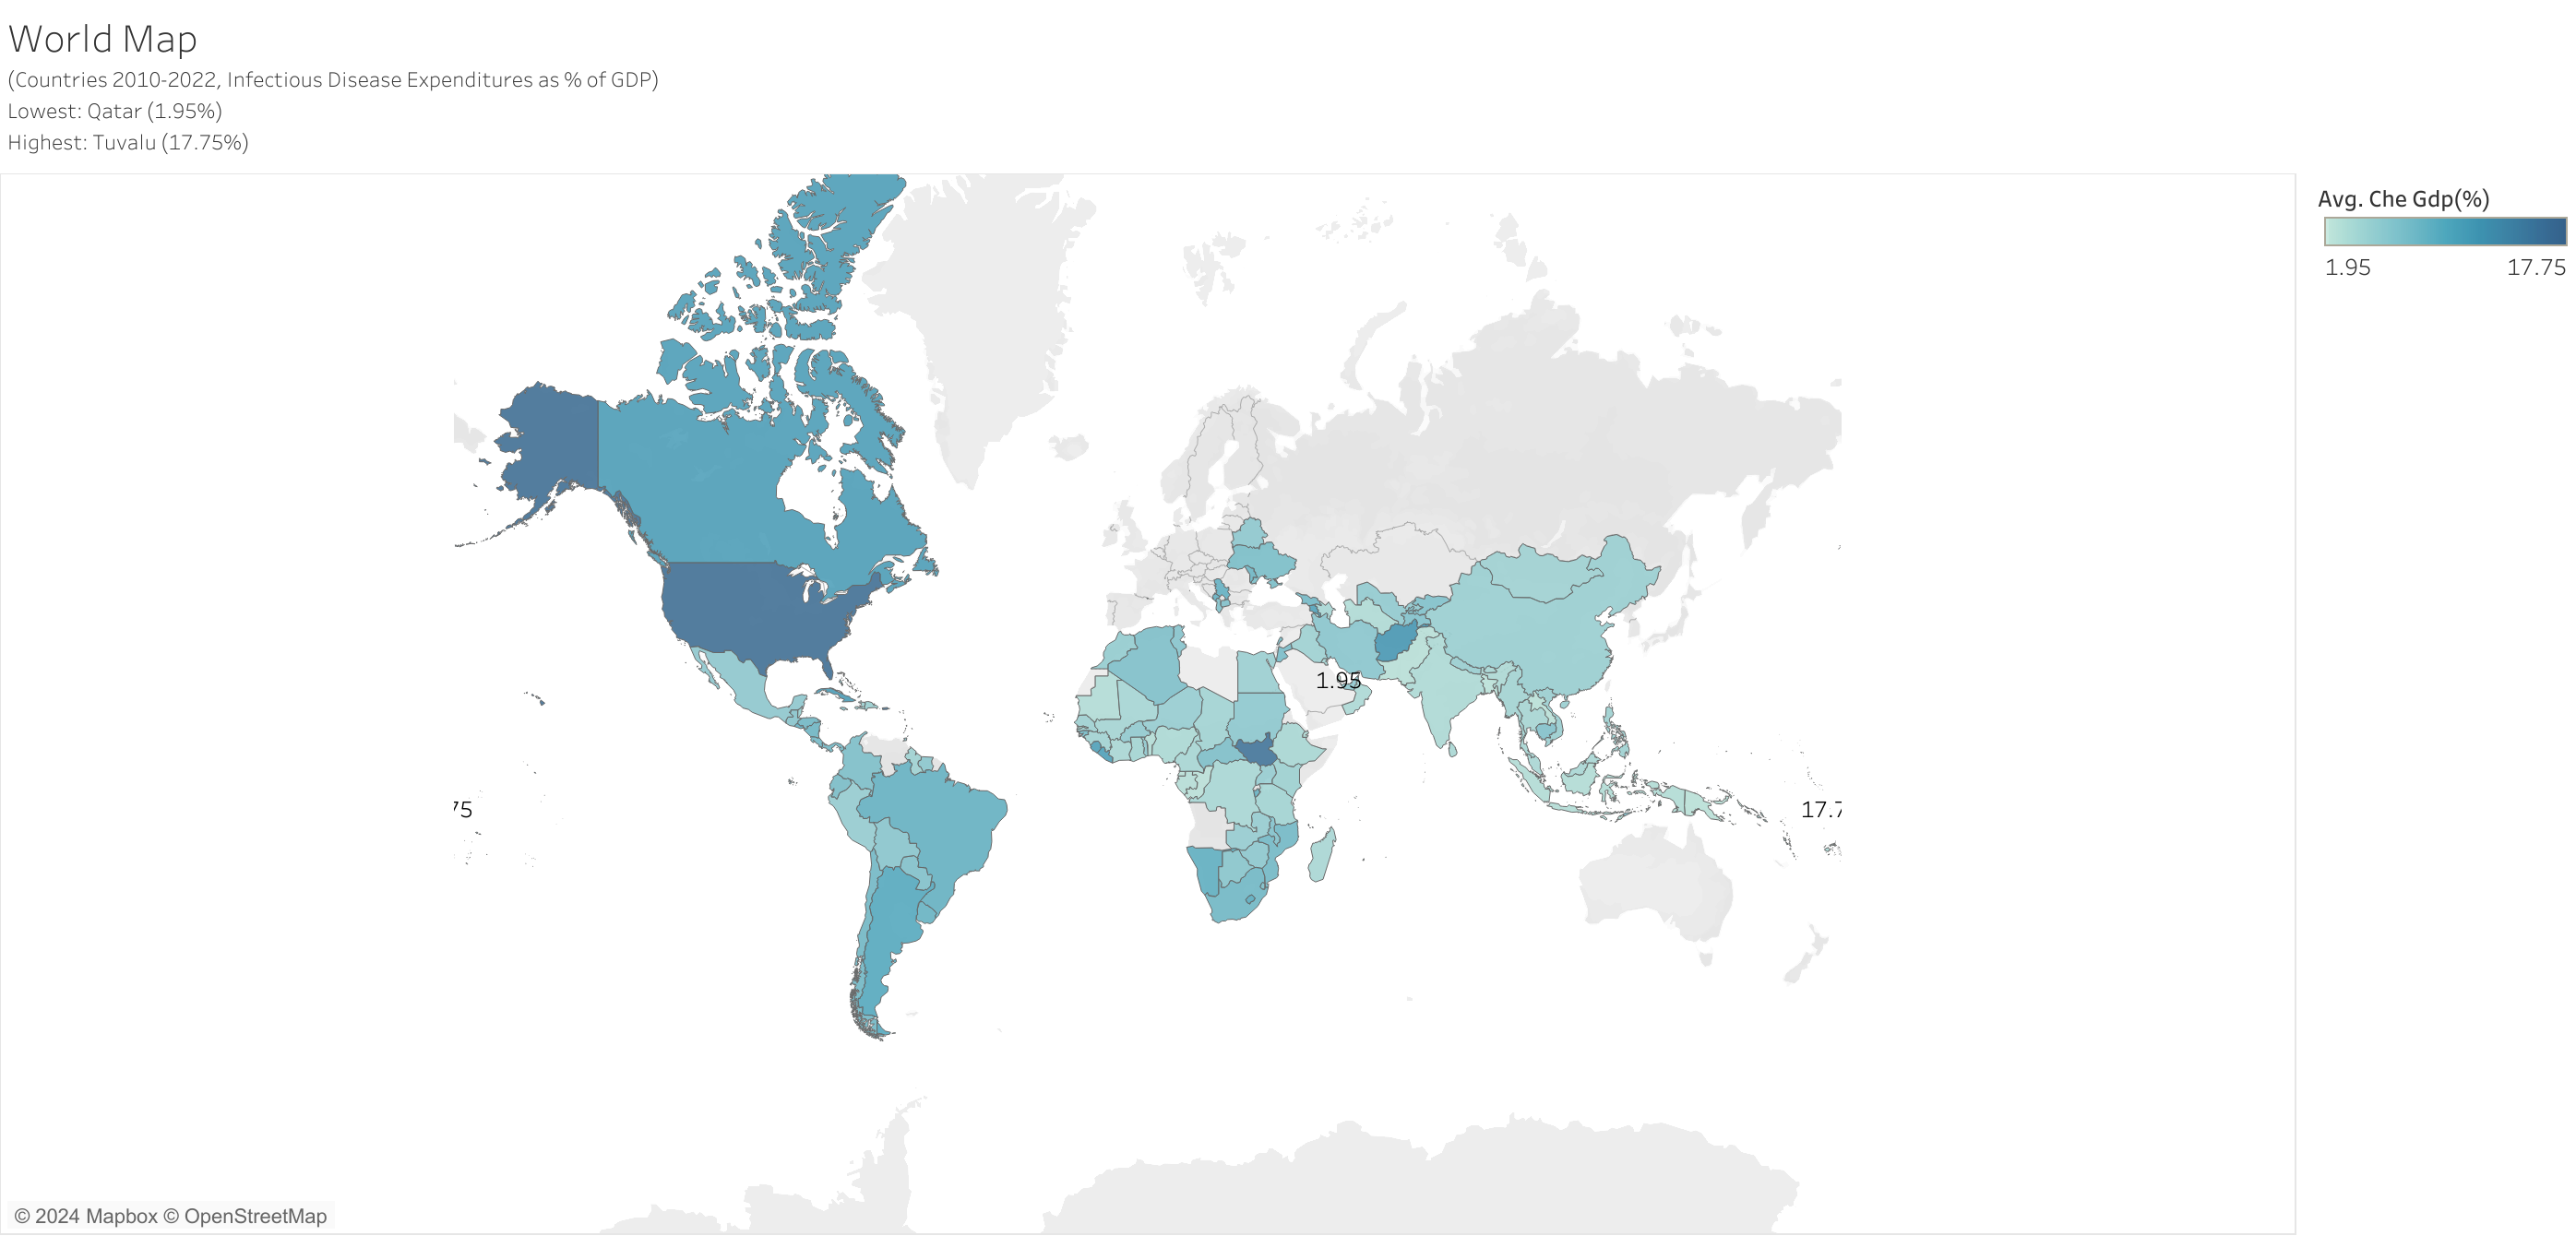 World Map
(Countries 2010-2022, Infectious Disease Expenditures as % of GDP)
Lowest: Qatar (1.95%)
Highest: Tuvalu (17.75%)
Avg. Che Gdp(%)
1.95 17.75
1.95
75
17.7
© 2024 Mapbox © OpenStreetMap